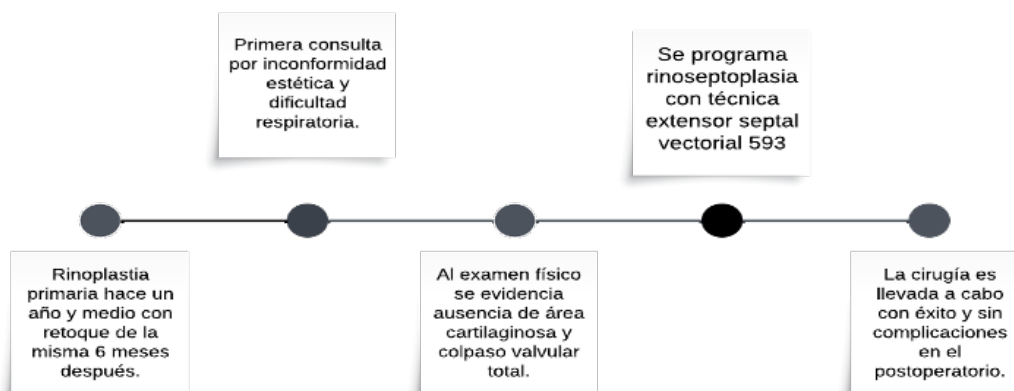 Rinoplastia
primaria hace un
año y medio con
retoque de la
misma 6 meses
después.
Primera consulta
por inconformidad
estética y
dificultad
respiratoria.
Al examen físico
se evidencia
ausencia de área
cartilaginosa y
colpaso valvular
total.
Se programa
rinoseptoplasia
con técnica
extensor septal
vectorial 593
La cirugía es
llevada a cabo
con éxito y sin
complicaciones
en el
postoperatorio.